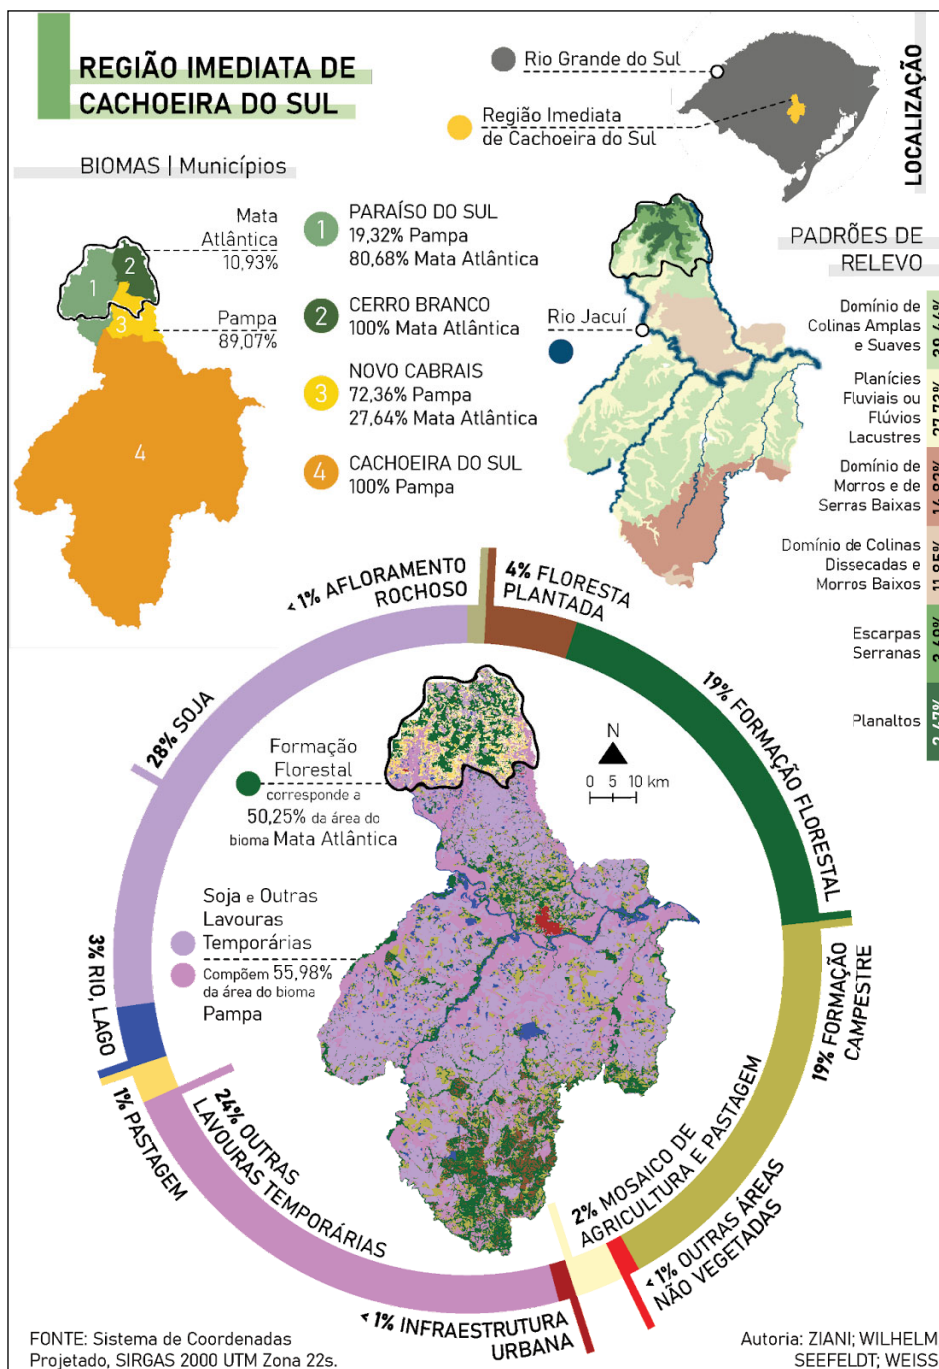 REGIÃO IMEDIATA DE
CACHOEIRA DO SUL
Rio Grande do Sul
Região Imediata
de Cachoeira do Sul
LOCALIZAÇÃO
BIOMAS | Municípios
Mata
Atlântica
10,93%
Pampa
89,07%
1
2
3
4
1
PARAÍSO DO SUL
19,32% Pampa
80,68% Mata Atlântica
2
CERRO BRANCO
100% Mata Atlântica
3
NOVO CABRAIS
72,36% Pampa
27,64% Mata Atlântica
4
CACHOEIRA DO SUL
100% Pampa
Rio Jacuí
PADRÕES DE
RELEVO
Domínio de
Colinas Amplas
e Suaves
Planícies
Fluviais ou
Flúvios
Lacustres
27,73%
Domínio de
Morros e de
Serras Baixas
14,82%
Domínio de Colinas
Dissecadas e
Morros Baixos
11,85%
Escarpas
Serranas
Planaltos
< 1% AFLORAMENTO
ROCHOSO
4% FLORESTA
PLANTADA
19% FORMAÇÃO FLORESTAL
19% FORMAÇÃO
CAMPESTRE
2% MOSAICO DE
AGRICULTURA E PASTAGEM
< 1% OUTRAS ÁREAS
NÃO VEGETADAS
< 1% INFRAESTRUTURA
URBANA
24% OUTRAS
LAVOURAS TEMPORÁRIAS
1% PASTAGEM
3% RIO, LAGO
28% SOJA
Formação
Florestal
corresponde a
50,25% da área do
bioma Mata Atlântica
Soja e Outras
Lavouras
Temporárias
Compõem 55,98%
da área do bioma
Pampa
N
0 5 10 km
FONTE: Sistema de Coordenadas
Projetado, SIRGAS 2000 UTM Zona 22s.
Autoria: ZIANI; WILHELM
SEEFELDT; WEISS